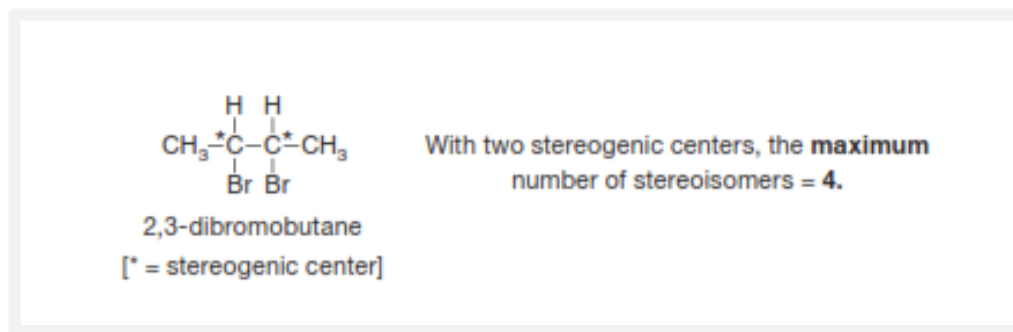 H H
CH₃–*C–C*–CH₃
Br Br
With two stereogenic centers, the maximum
number of stereoisomers = 4.
2,3-dibromobutane
[* = stereogenic center]